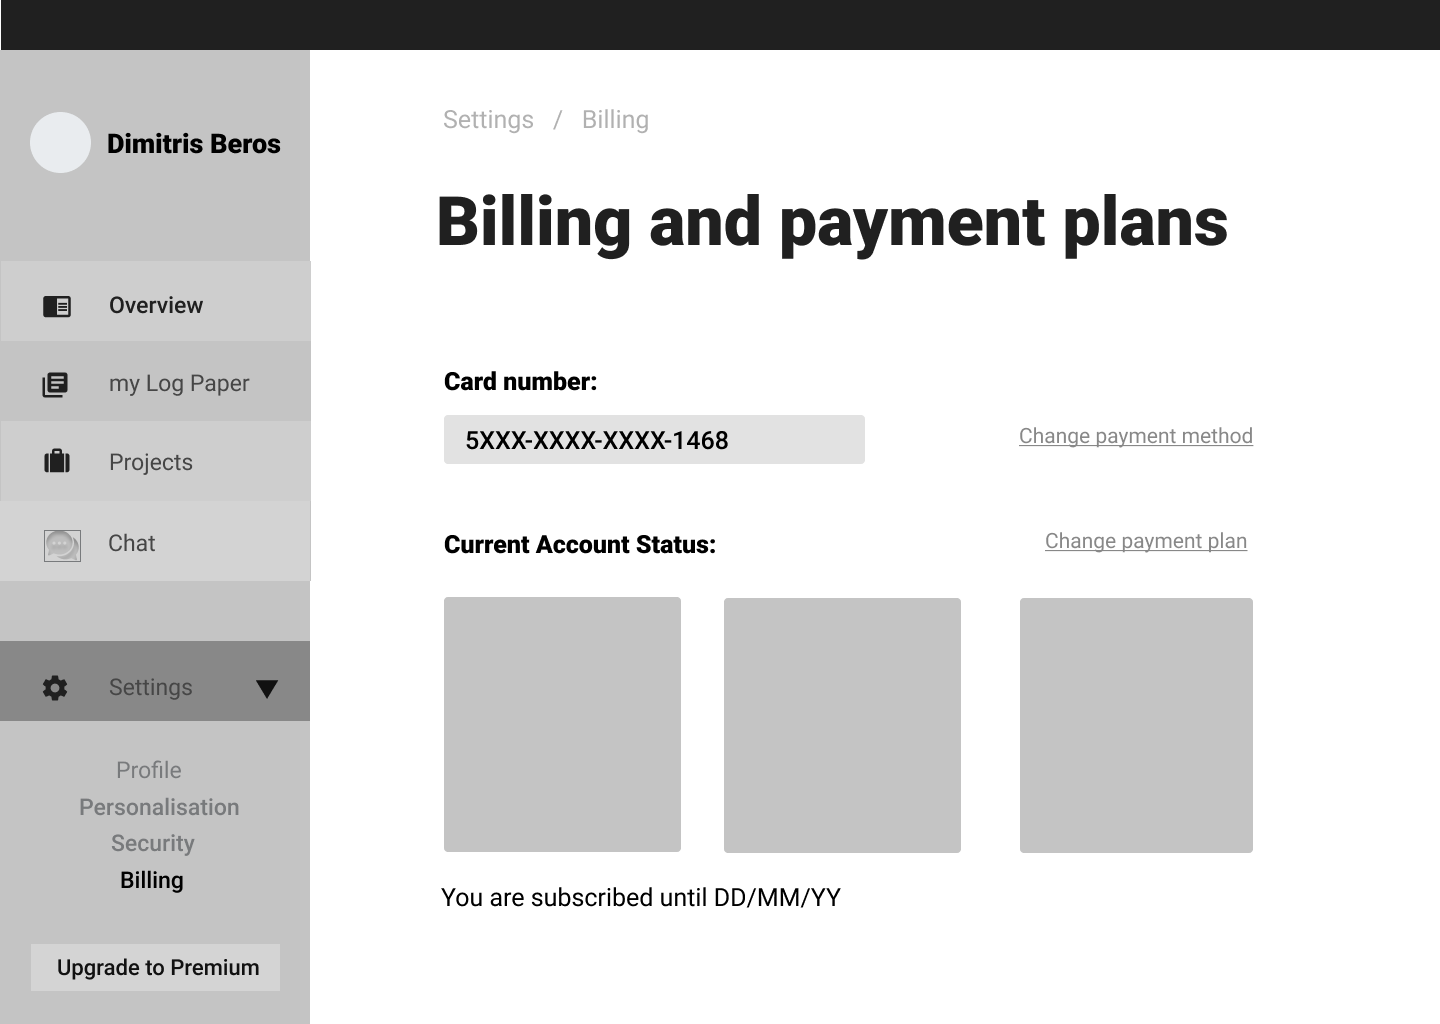 Dimitris Beros
Overview
my Log Paper
Projects
Chat
Settings
Profile
Personalisation
Security
Billing
Upgrade to Premium
Settings / Billing
Billing and payment plans
Card number:
5XXX-XXXX-XXXX-1468
Change payment method
Current Account Status:
Change payment plan
You are subscribed until DD/MM/YY